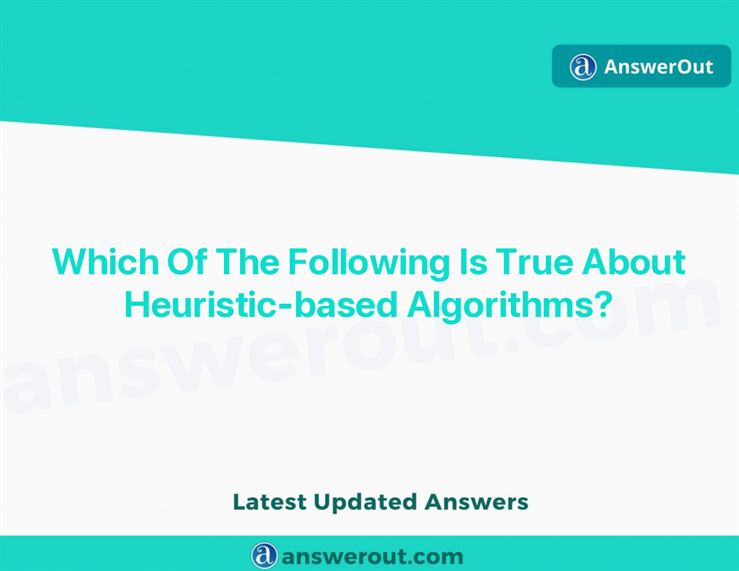 AnswerOut
Which Of The Following Is True About
Heuristic-based Algorithms?
answerout.com
Latest Updated Answers
answerout.com